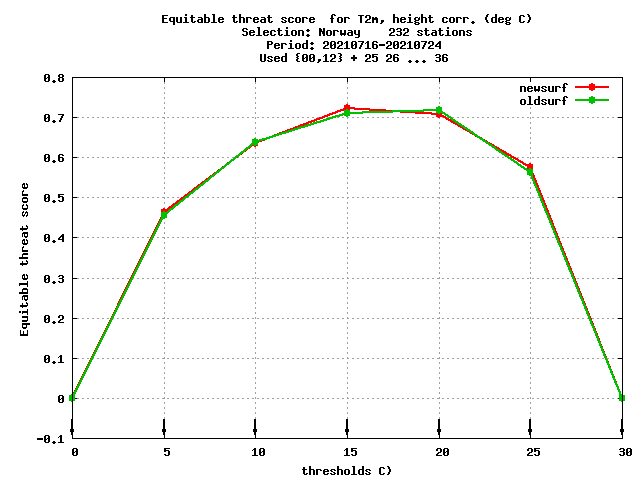 Equitable threat score  for T2m, height corr. (deg C)
Selection: Norway    232 stations
Period: 20210716-20210724
Used {00,12} + 25 26 ... 36
newsurf
oldsurf
Equitable threat score
0.8
0.7
0.6
0.5
0.4
0.3
0.2
0.1
0
-0.1
0 5 10 15 20 25 30
thresholds C)